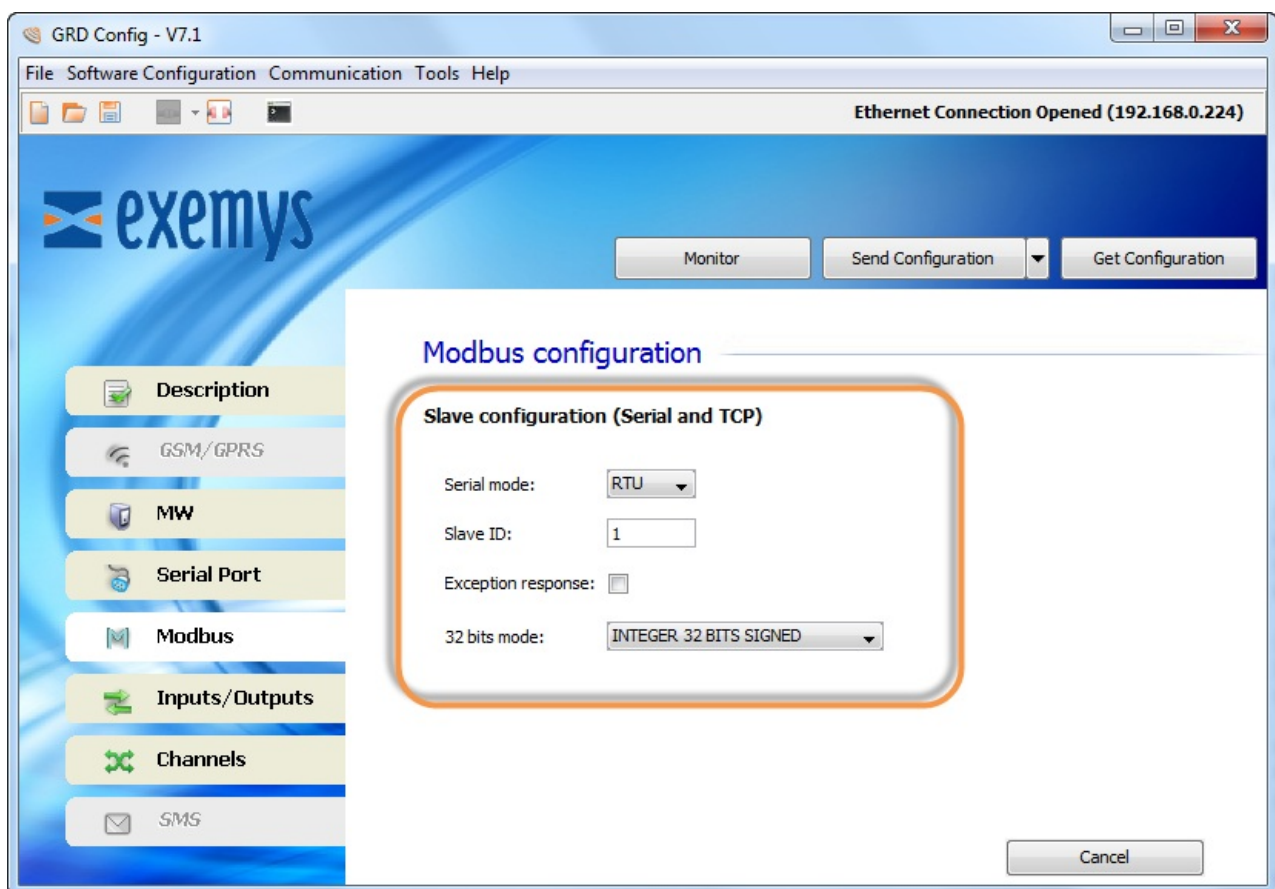 GRD Config - V7.1
File Software Configuration Communication Tools Help
Ethernet Connection Opened (192.168.0.224)
exemys
Monitor Send Configuration Get Configuration
Modbus configuration
Description
GSM/GPRS
MW
Serial Port
Modbus
Inputs/Outputs
Channels
SMS
Slave configuration (Serial and TCP)
Serial mode: RTU
Slave ID: 1
Exception response:
32 bits mode: INTEGER 32 BITS SIGNED
Cancel